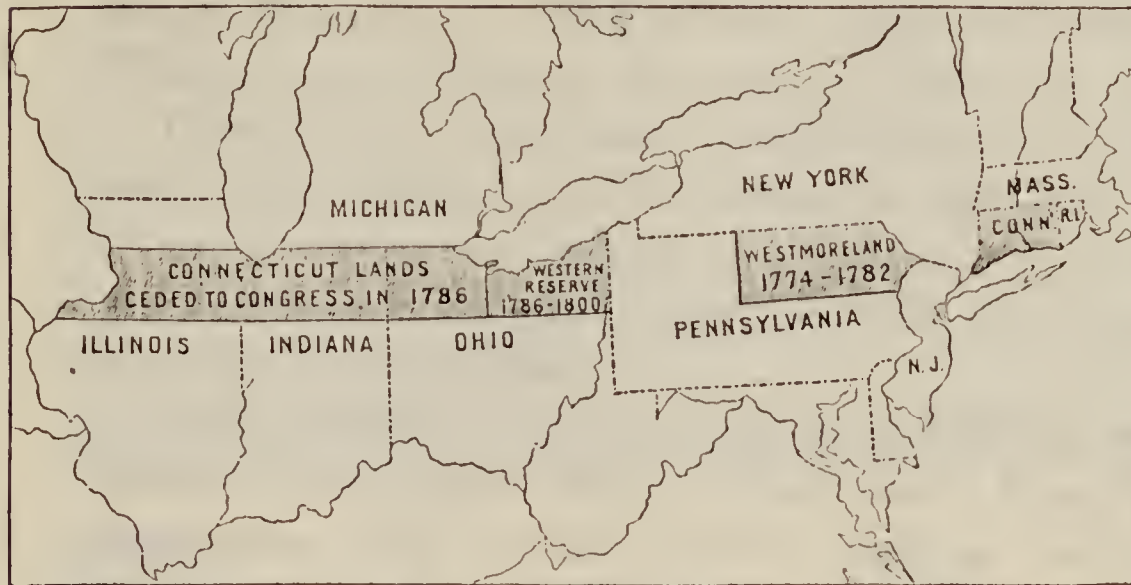 NEW YORK
MASS.
MICHIGAN
CONN.
R.I.
WESTMORELAND
1774-1782
CONNECTICUT LANDS
CEDED TO CONGRESS, IN 1786
WESTERN
RESERVE
1786-1800
PENNSYLVANIA
ILLINOIS
INDIANA
OHIO
N. J.